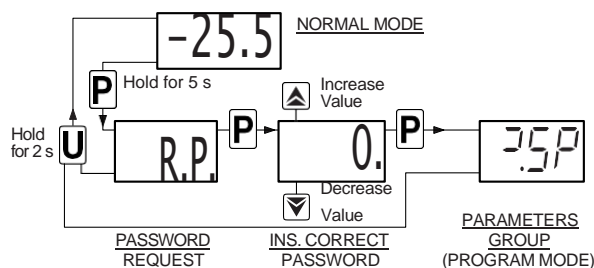 -25.5
NORMAL MODE
P
Hold for 5 s
Increase
Value
Hold
for 2 s
U
R.P.
P
0.
P
?.SP
Decrease
Value
PASSWORD
REQUEST
INS. CORRECT
PASSWORD
PARAMETERS
GROUP
(PROGRAM MODE)